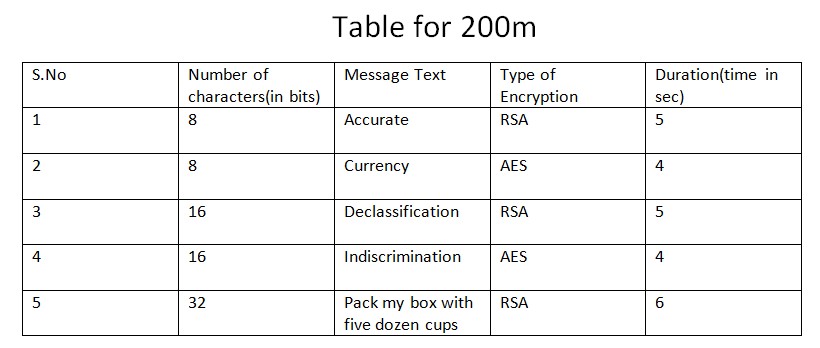 Table for 200m
S.No Number of characters(in bits) Message Text Type of Encryption Duration(time in sec)
1 8 Accurate RSA 5
2 8 Currency AES 4
3 16 Declassification RSA 5
4 16 Indiscrimination AES 4
5 32 Pack my box with five dozen cups RSA 6